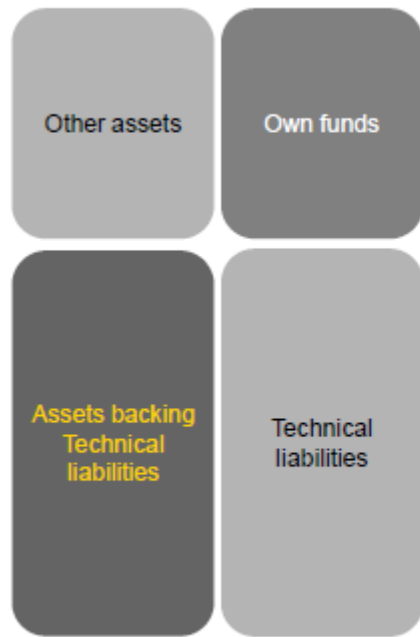 Other assets
Own funds
Assets backing
Technical
liabilities
Technical
liabilities